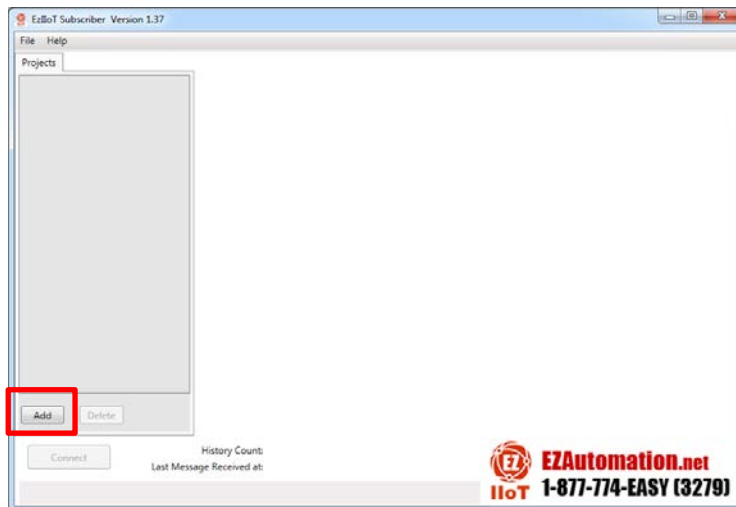 EzIIoT Subscriber Version 1.37
File Help
Projects
Add Delete
Connect
History Count:
Last Message Received at:
EZ
IIoT
EZAutomation.net
1-877-774-EASY (3279)